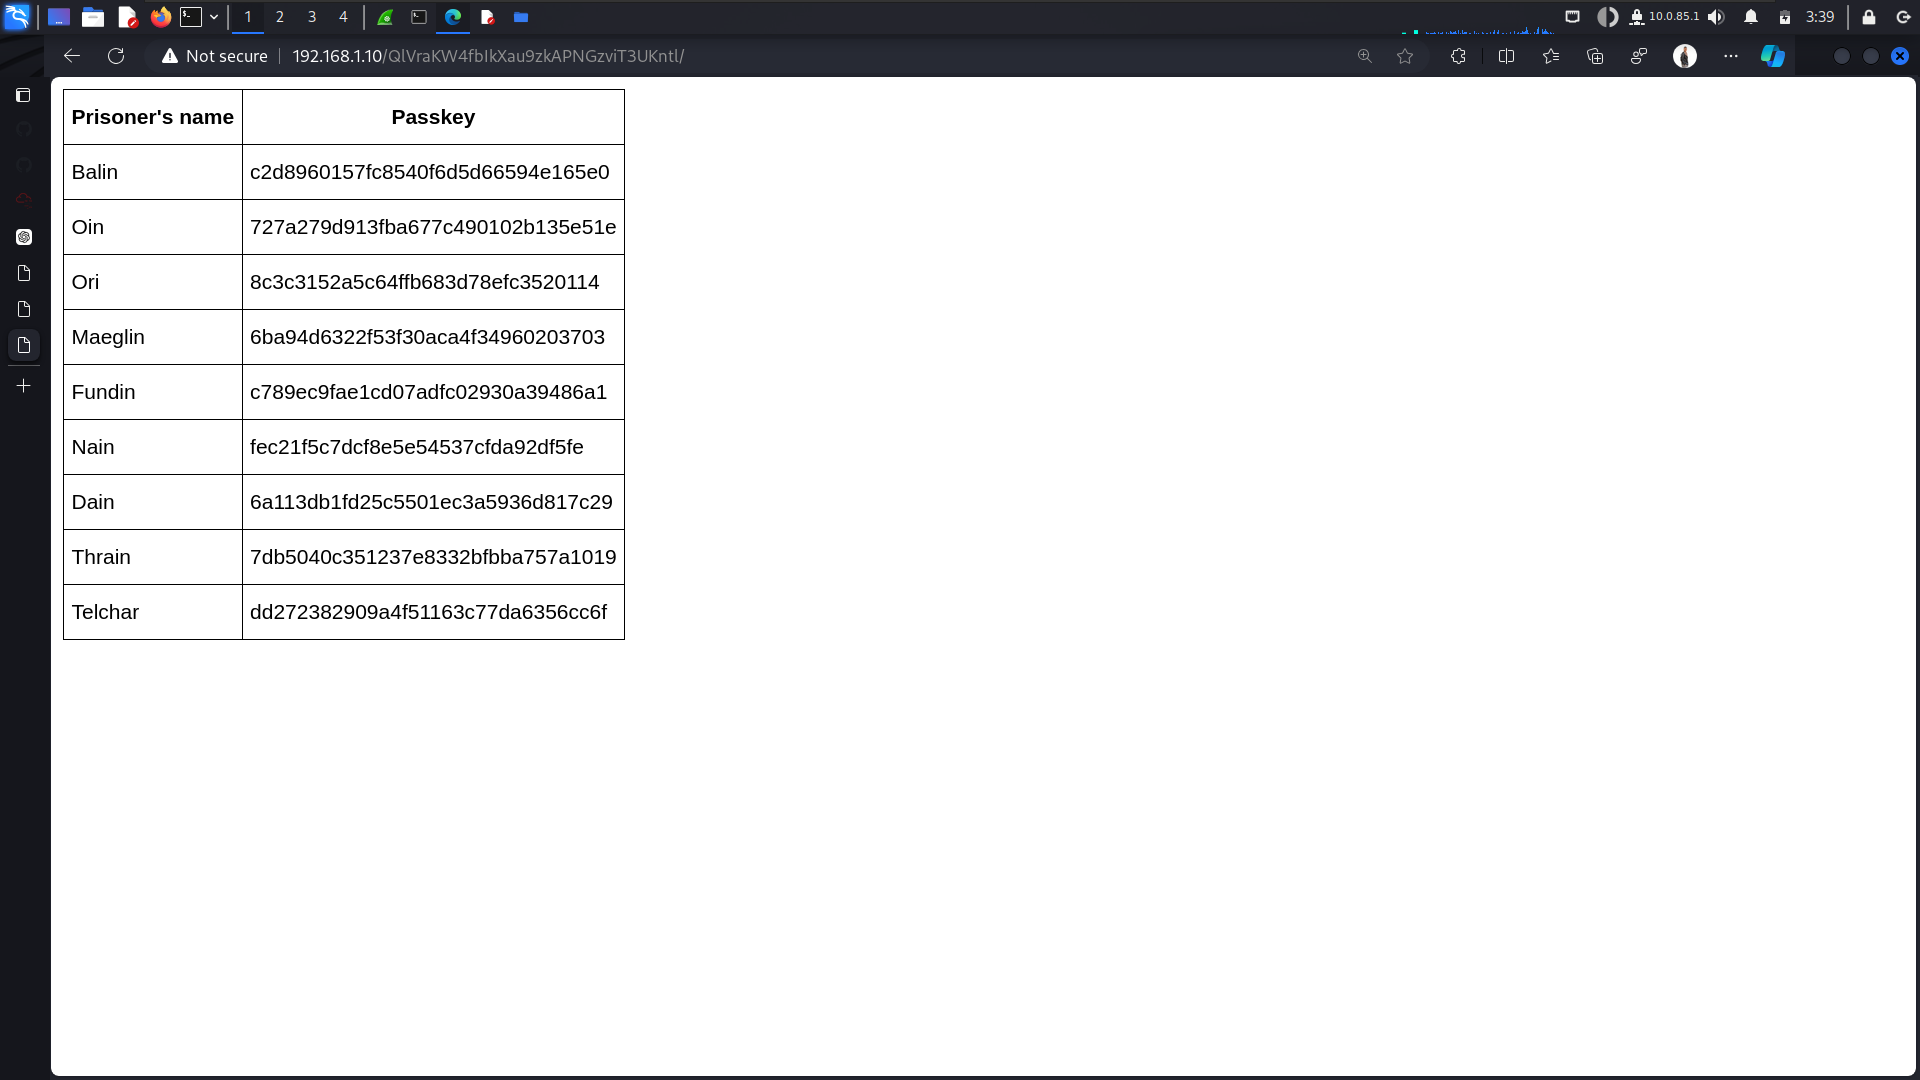 1 2 3 4 10.0.85.1 3:39
Not secure 192.168.1.10/QlVraKW4fbIkXau9zkAPNGzviT3UKntl/
Prisoner's name Passkey
Balin c2d8960157fc8540f6d5d66594e165e0
Oin 727a279d913fba677c490102b135e51e
Ori 8c3c3152a5c64ffb683d78efc3520114
Maeglin 6ba94d6322f53f30aca4f34960203703
Fundin c789ec9fae1cd07adfc02930a39486a1
Nain fec21f5c7dcf8e5e54537cfda92df5fe
Dain 6a113db1fd25c5501ec3a5936d817c29
Thrain 7db5040c351237e8332bfbba757a1019
Telchar dd272382909a4f51163c77da6356cc6f